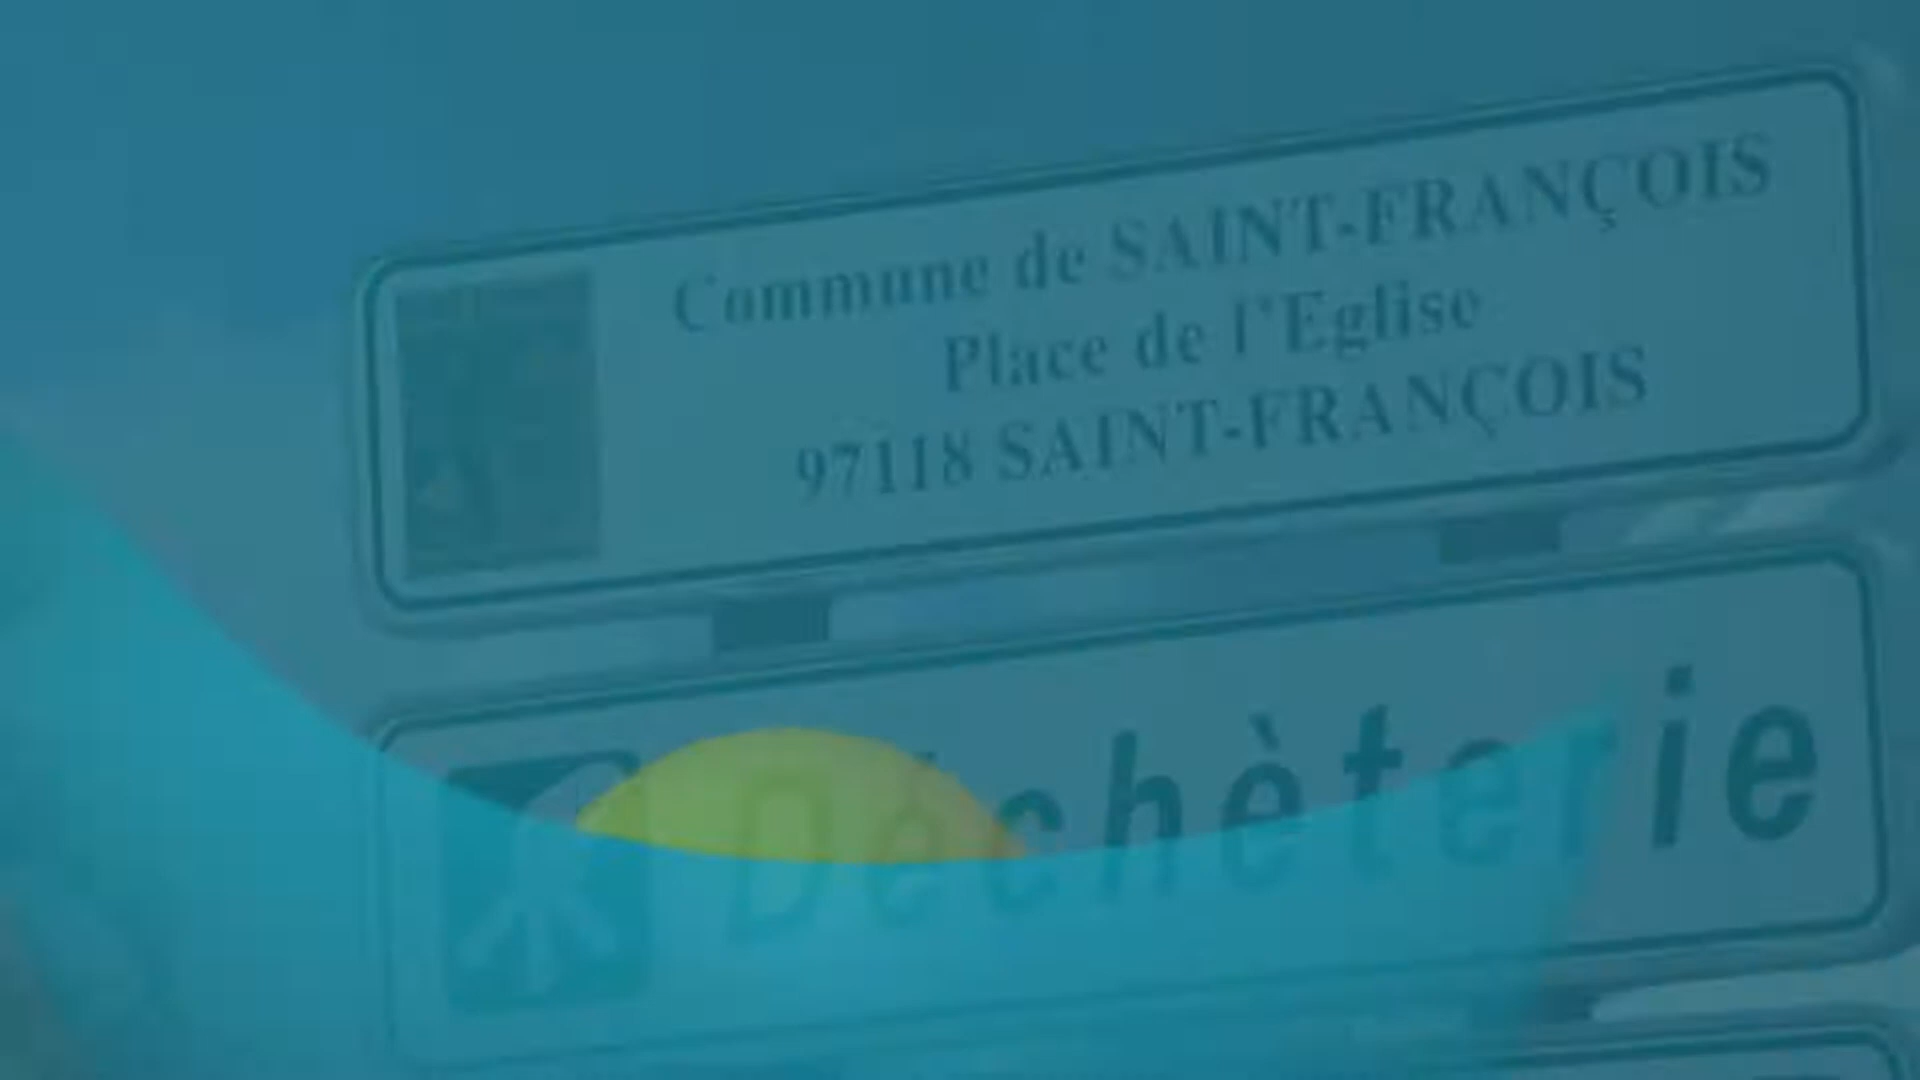 Commune de SAINT-FRANÇOIS
Place de l'Eglise
97118 SAINT-FRANÇOIS
Déchèterie